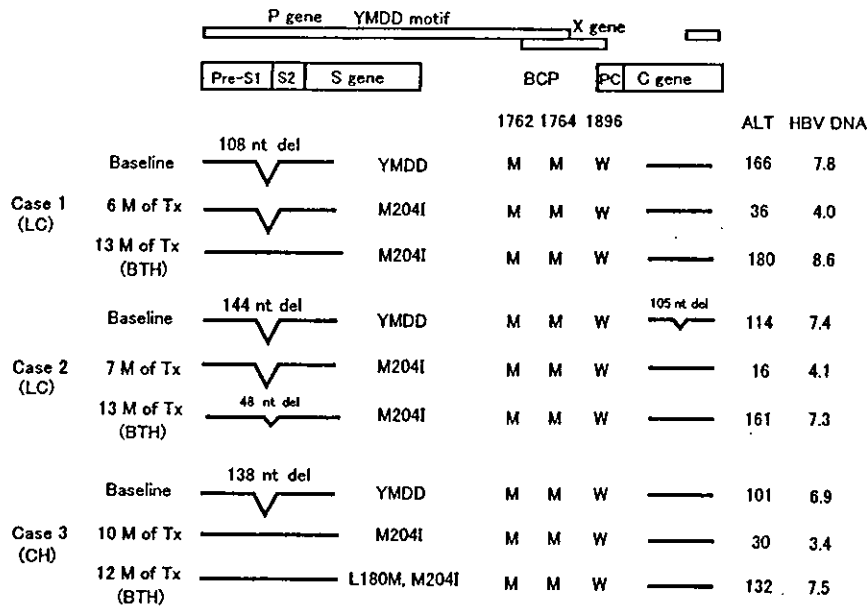 P gene YMDD motif X gene
Pre-S1 S2 S gene BCP PC C gene
1762 1764 1896 ALT HBV DNA
108 nt del
Baseline YMDD M M W 166 7.8
Case 1 6 M of Tx M204I M M W 36 4.0
(LC)
13 M of Tx M204I M M W 180 8.6
(BTH)
144 nt del 105 nt del
Baseline YMDD M M W 114 7.4
Case 2 7 M of Tx M204I M M W 16 4.1
(LC)
48 nt del
13 M of Tx M204I M M W 161 7.3
(BTH)
138 nt del
Baseline YMDD M M W 101 6.9
Case 3 10 M of Tx M204I M M W 30 3.4
(CH)
12 M of Tx L180M, M204I M M W 132 7.5
(BTH)